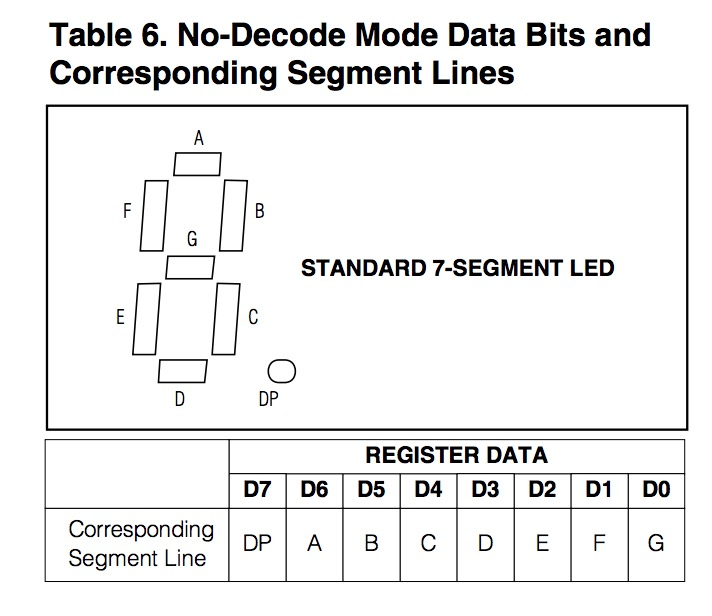 Table 6. No-Decode Mode Data Bits and
Corresponding Segment Lines
A
F
B
G
STANDARD 7-SEGMENT LED
E
C
D
DP
REGISTER DATA
D7 D6 D5 D4 D3 D2 D1 D0
Corresponding
Segment Line
DP A B C D E F G